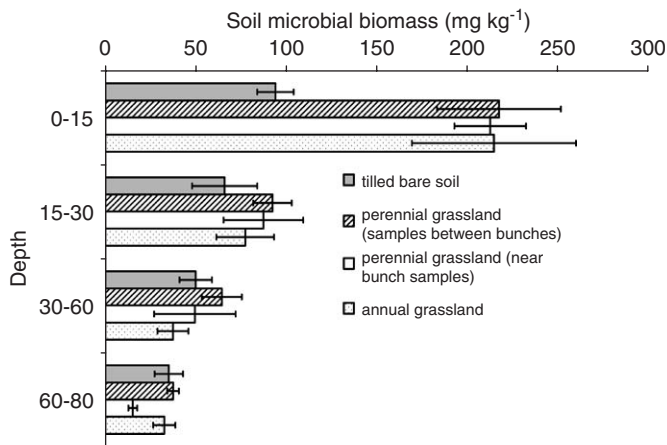 Soil microbial biomass (mg kg-1)
0 50 100 150 200 250 300
0-15
15-30
30-60
60-80
Depth
tilled bare soil
perennial grassland
(samples between bunches)
perennial grassland (near
bunch samples)
annual grassland